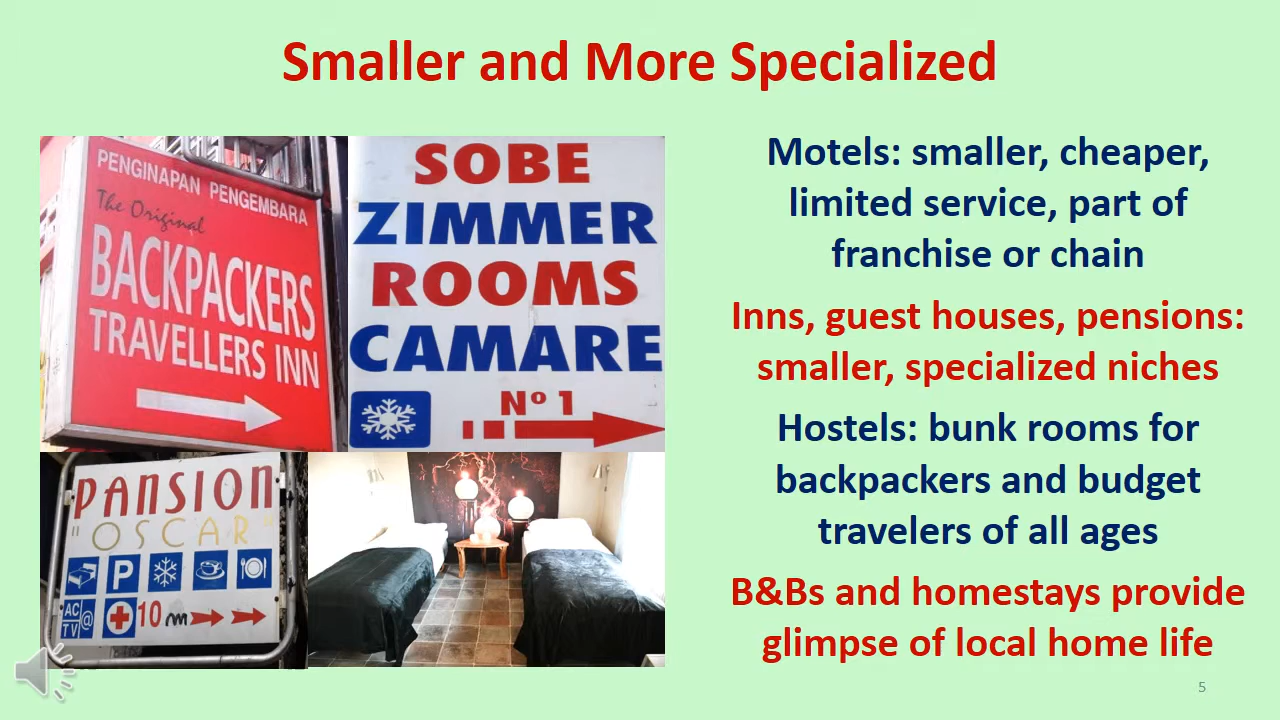 Smaller and More Specialized
PENGINAPAN PENGEMBARA
The Original
BACKPACKERS
TRAVELLERS INN
SOBE
ZIMMER
ROOMS
CAMARE
Nº 1
PANSION
"OSCAR"
P
AC
TV @
10 m
Motels: smaller, cheaper,
limited service, part of
franchise or chain
Inns, guest houses, pensions:
smaller, specialized niches
Hostels: bunk rooms for
backpackers and budget
travelers of all ages
B&Bs and homestays provide
glimpse of local home life
5